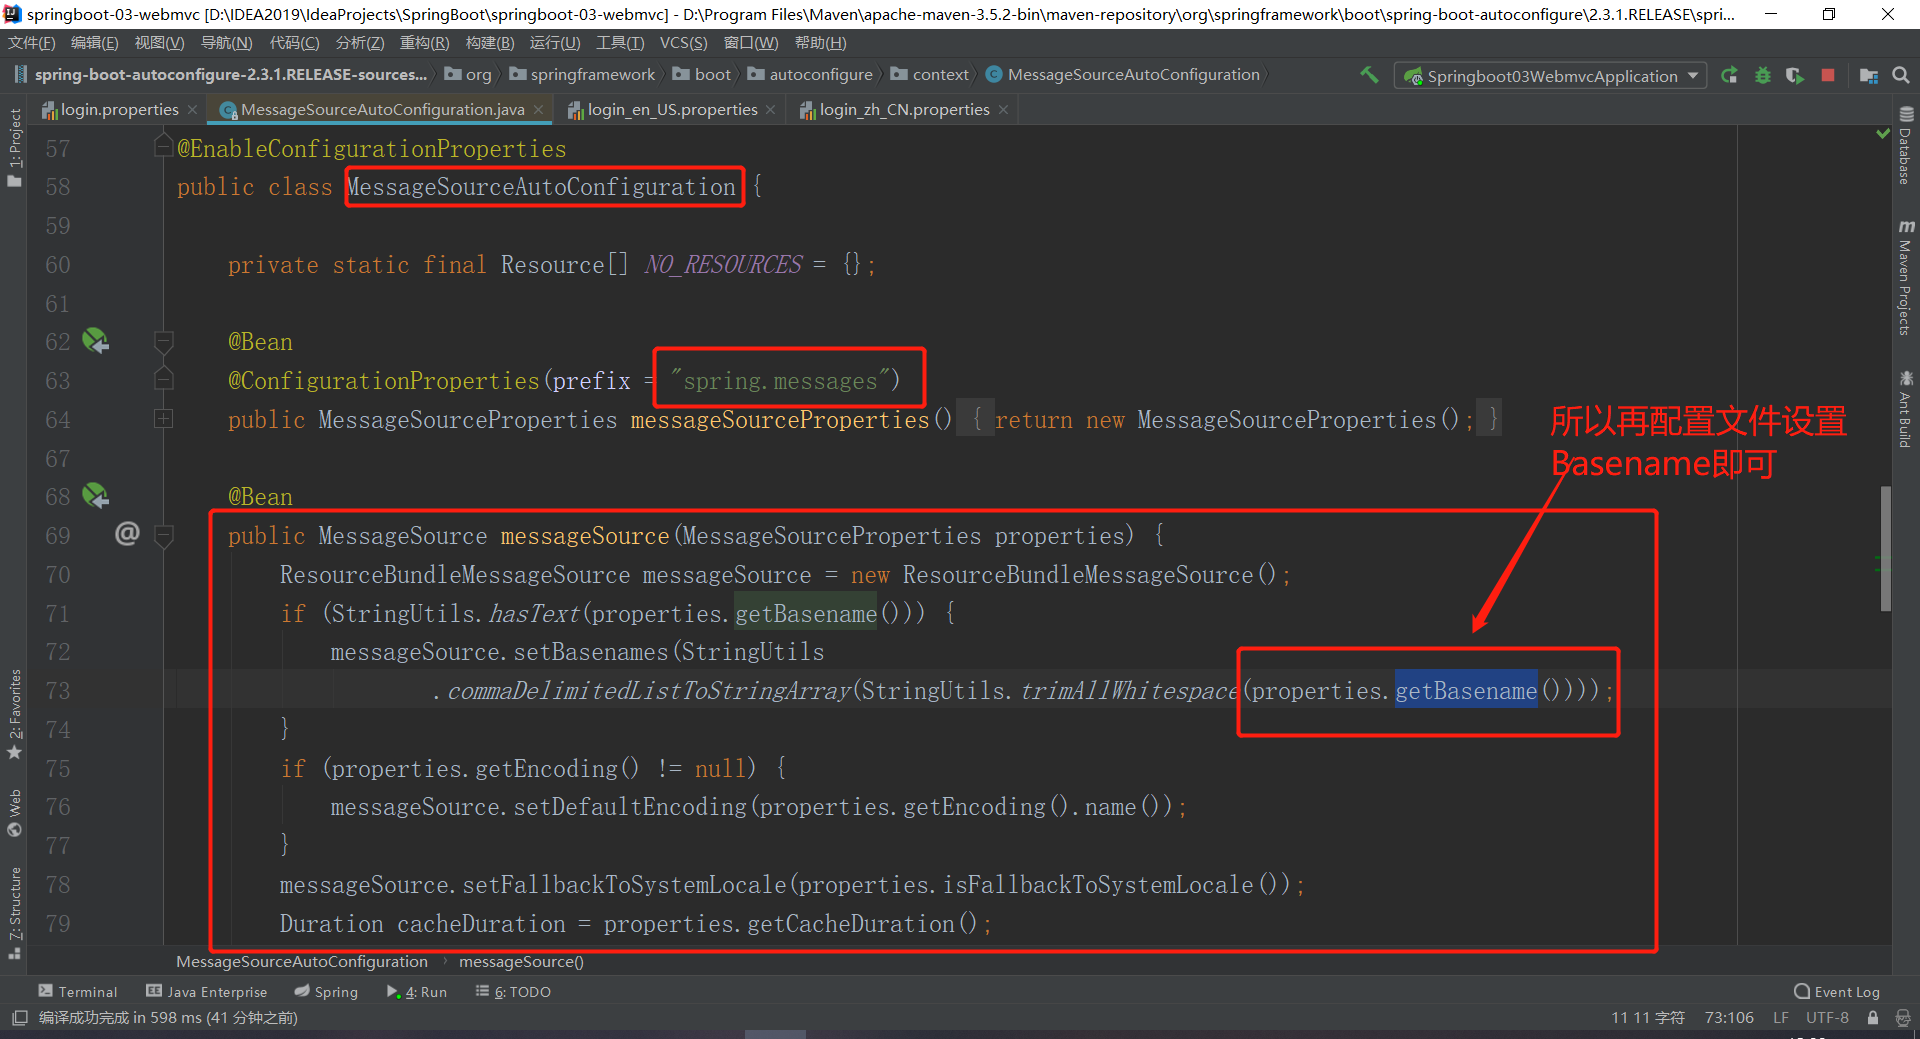 springboot-03-webmvc [D:\IDEA2019\IdeaProjects\SpringBoot\springboot-03-webmvc] - D:\Program Files\Maven\apache-maven-3.5.2-bin\maven-repository\org\springframework\boot\spring-boot-autoconfigure\2.3.1.RELEASE\spri...
文件(F) 编辑(E) 视图(V) 导航(N) 代码(C) 分析(Z) 重构(R) 构建(B) 运行(U) 工具(T) VCS(S) 窗口(W) 帮助(H)
spring-boot-autoconfigure-2.3.1.RELEASE-sources... org springframework boot autoconfigure context MessageSourceAutoConfiguration Springboot03WebmvcApplication
login.properties MessageSourceAutoConfiguration.java login_en_US.properties login_zh_CN.properties
1: Project
2: Favorites
Web
Z: Structure
57 @EnableConfigurationProperties
58 public class MessageSourceAutoConfiguration {
59
60 private static final Resource[] NO_RESOURCES = {};
61
62 @Bean
63 @ConfigurationProperties(prefix = "spring.messages")
64 public MessageSourceProperties messageSourceProperties() { return new MessageSourceProperties(); }
67
68 @Bean
69 @ public MessageSource messageSource(MessageSourceProperties properties) {
70 ResourceBundleMessageSource messageSource = new ResourceBundleMessageSource();
71 if (StringUtils.hasText(properties.getBasename())) {
72 messageSource.setBasenames(StringUtils
73 .commaDelimitedListToStringArray(StringUtils.trimAllWhitespace(properties.getBasename())));
74 }
75 if (properties.getEncoding() != null) {
76 messageSource.setDefaultEncoding(properties.getEncoding().name());
77 }
78 messageSource.setFallbackToSystemLocale(properties.isFallbackToSystemLocale());
79 Duration cacheDuration = properties.getCacheDuration();
所以再配置文件设置
Basename即可
Database
Maven Projects
Ant Build
MessageSourceAutoConfiguration messageSource()
Terminal Java Enterprise Spring 4: Run 6: TODO Event Log
编译成功完成 in 598 ms (41 分钟之前) 11 11 字符 73:106 LF UTF-8